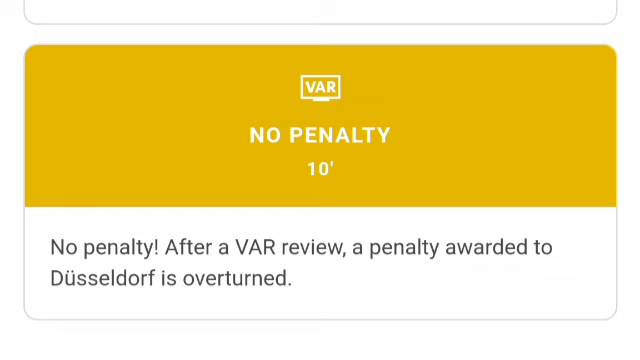 VAR
NO PENALTY
10'
No penalty! After a VAR review, a penalty awarded to
Düsseldorf is overturned.